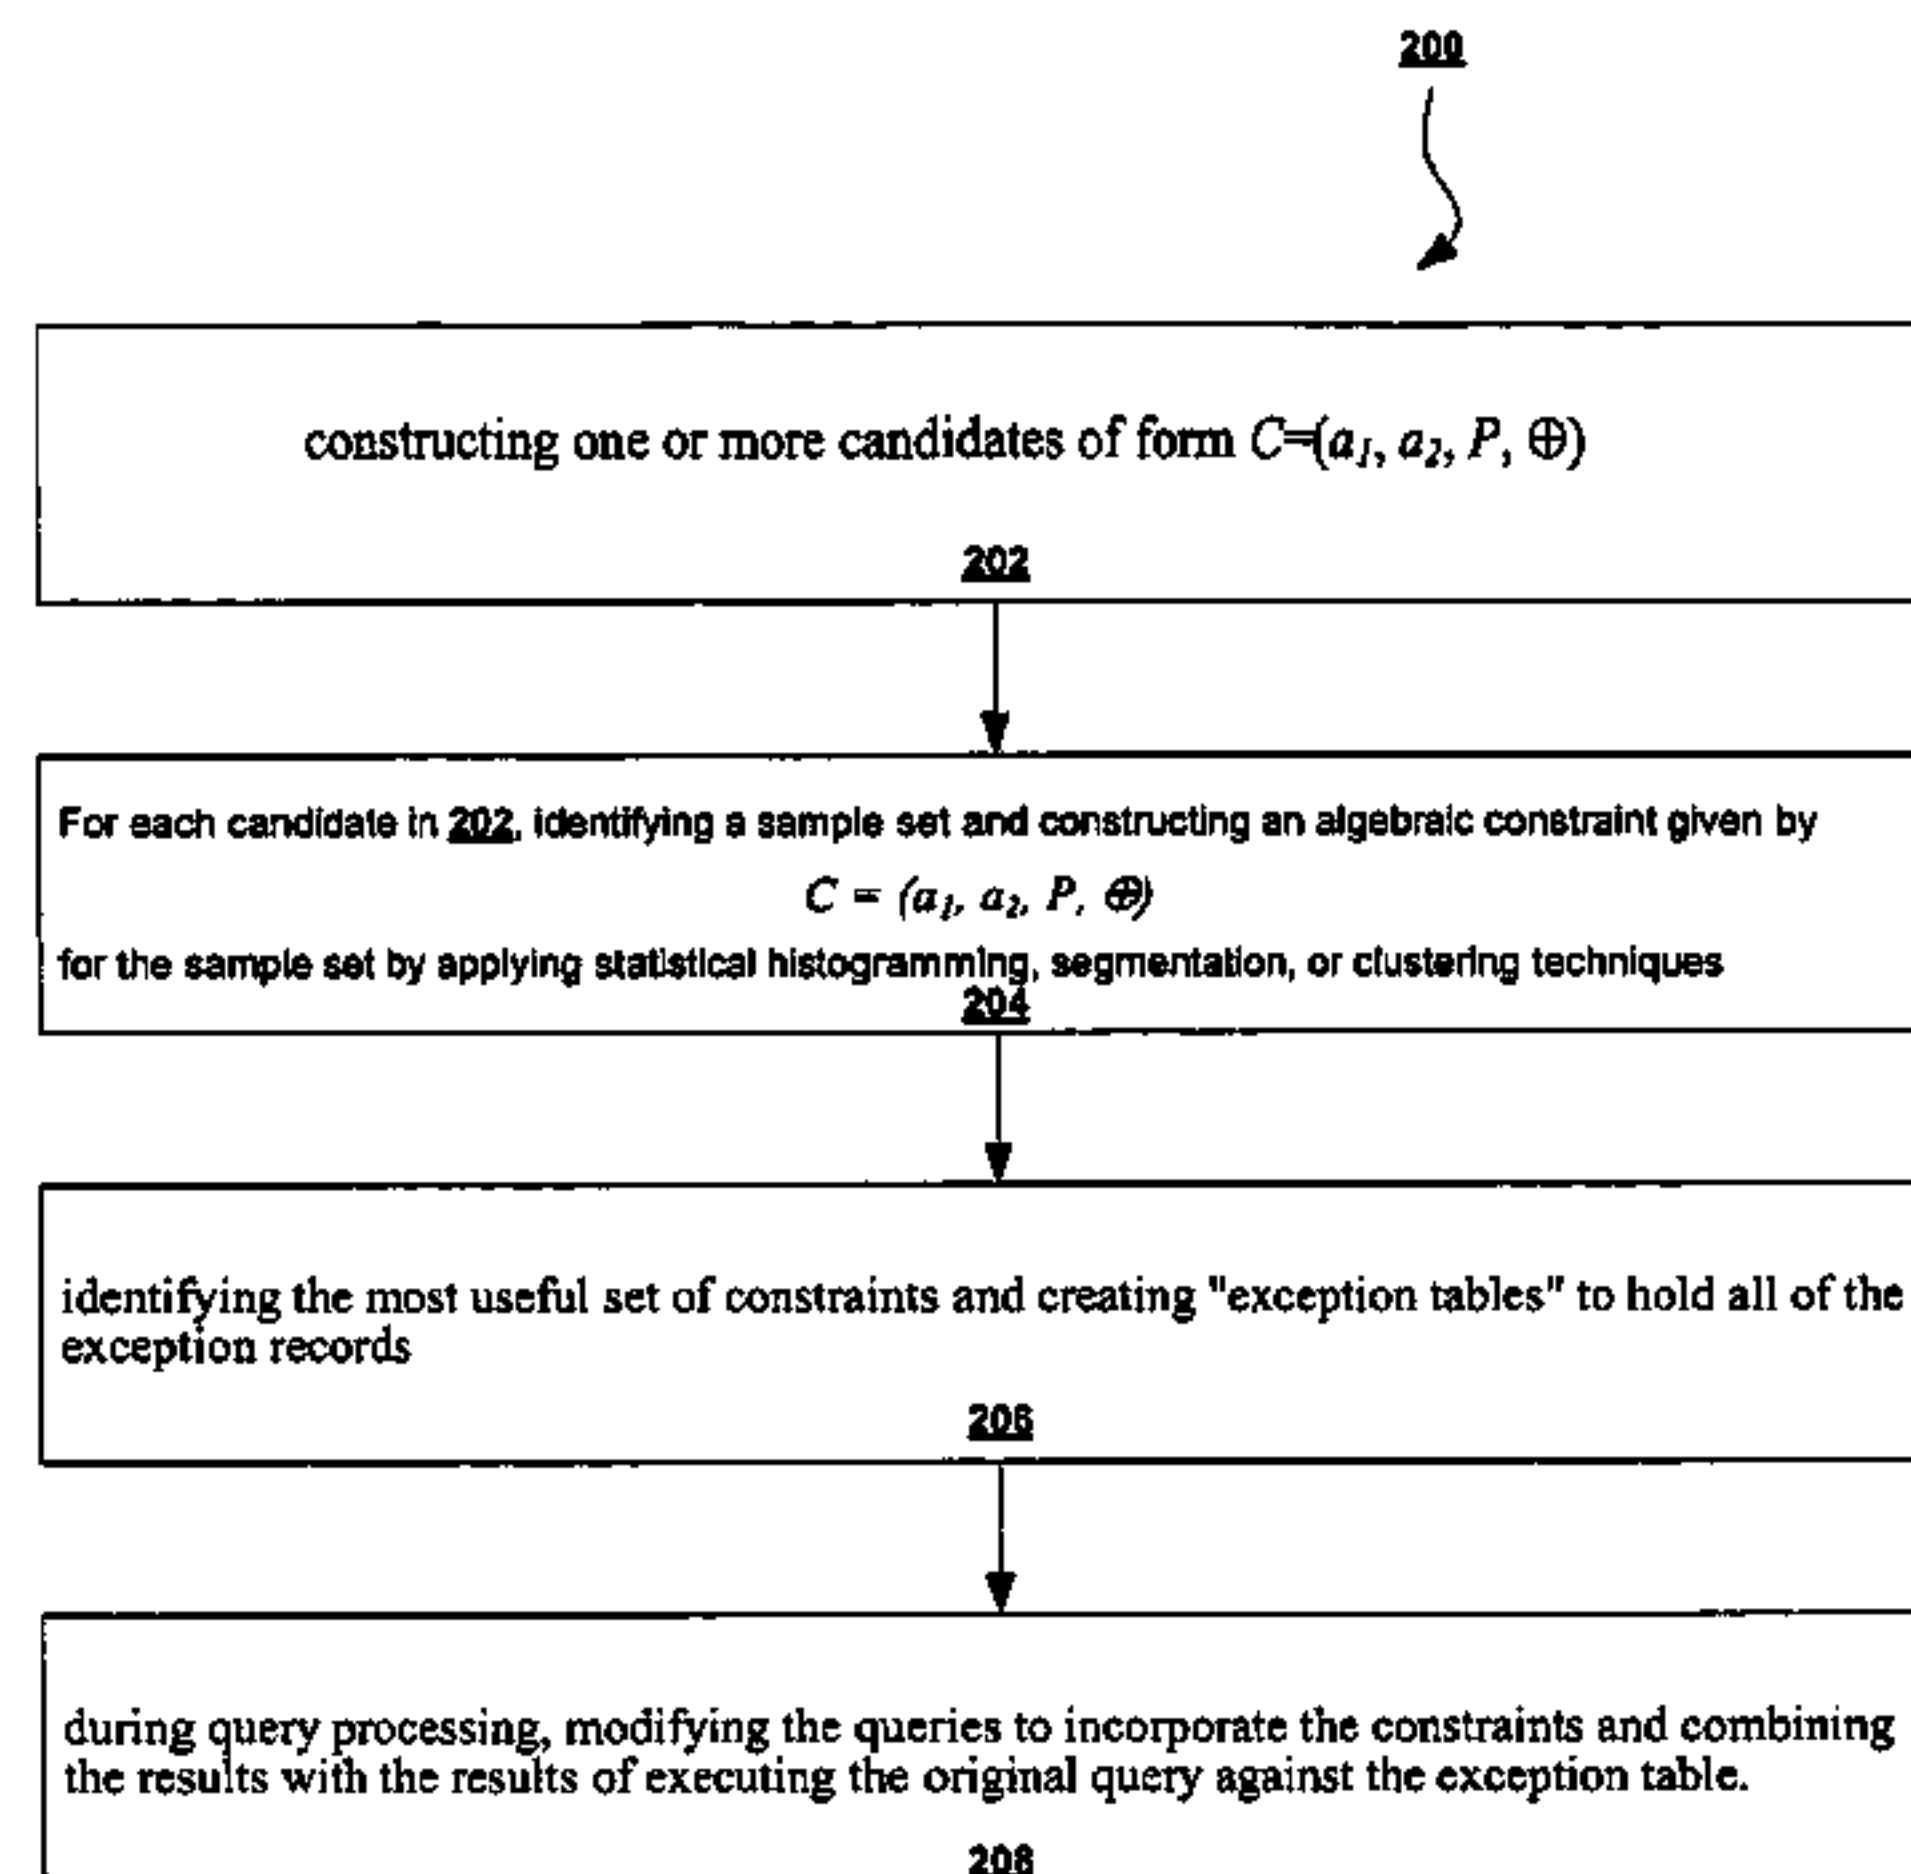 200
constructing one or more candidates of form C=(a1, a2, P, ⊕)
202
For each candidate in 202, identifying a sample set and constructing an algebraic constraint given by
C = (a1, a2, P, ⊕)
for the sample set by applying statistical histogramming, segmentation, or clustering techniques
204
identifying the most useful set of constraints and creating "exception tables" to hold all of the
exception records
206
during query processing, modifying the queries to incorporate the constraints and combining
the results with the results of executing the original query against the exception table.
208